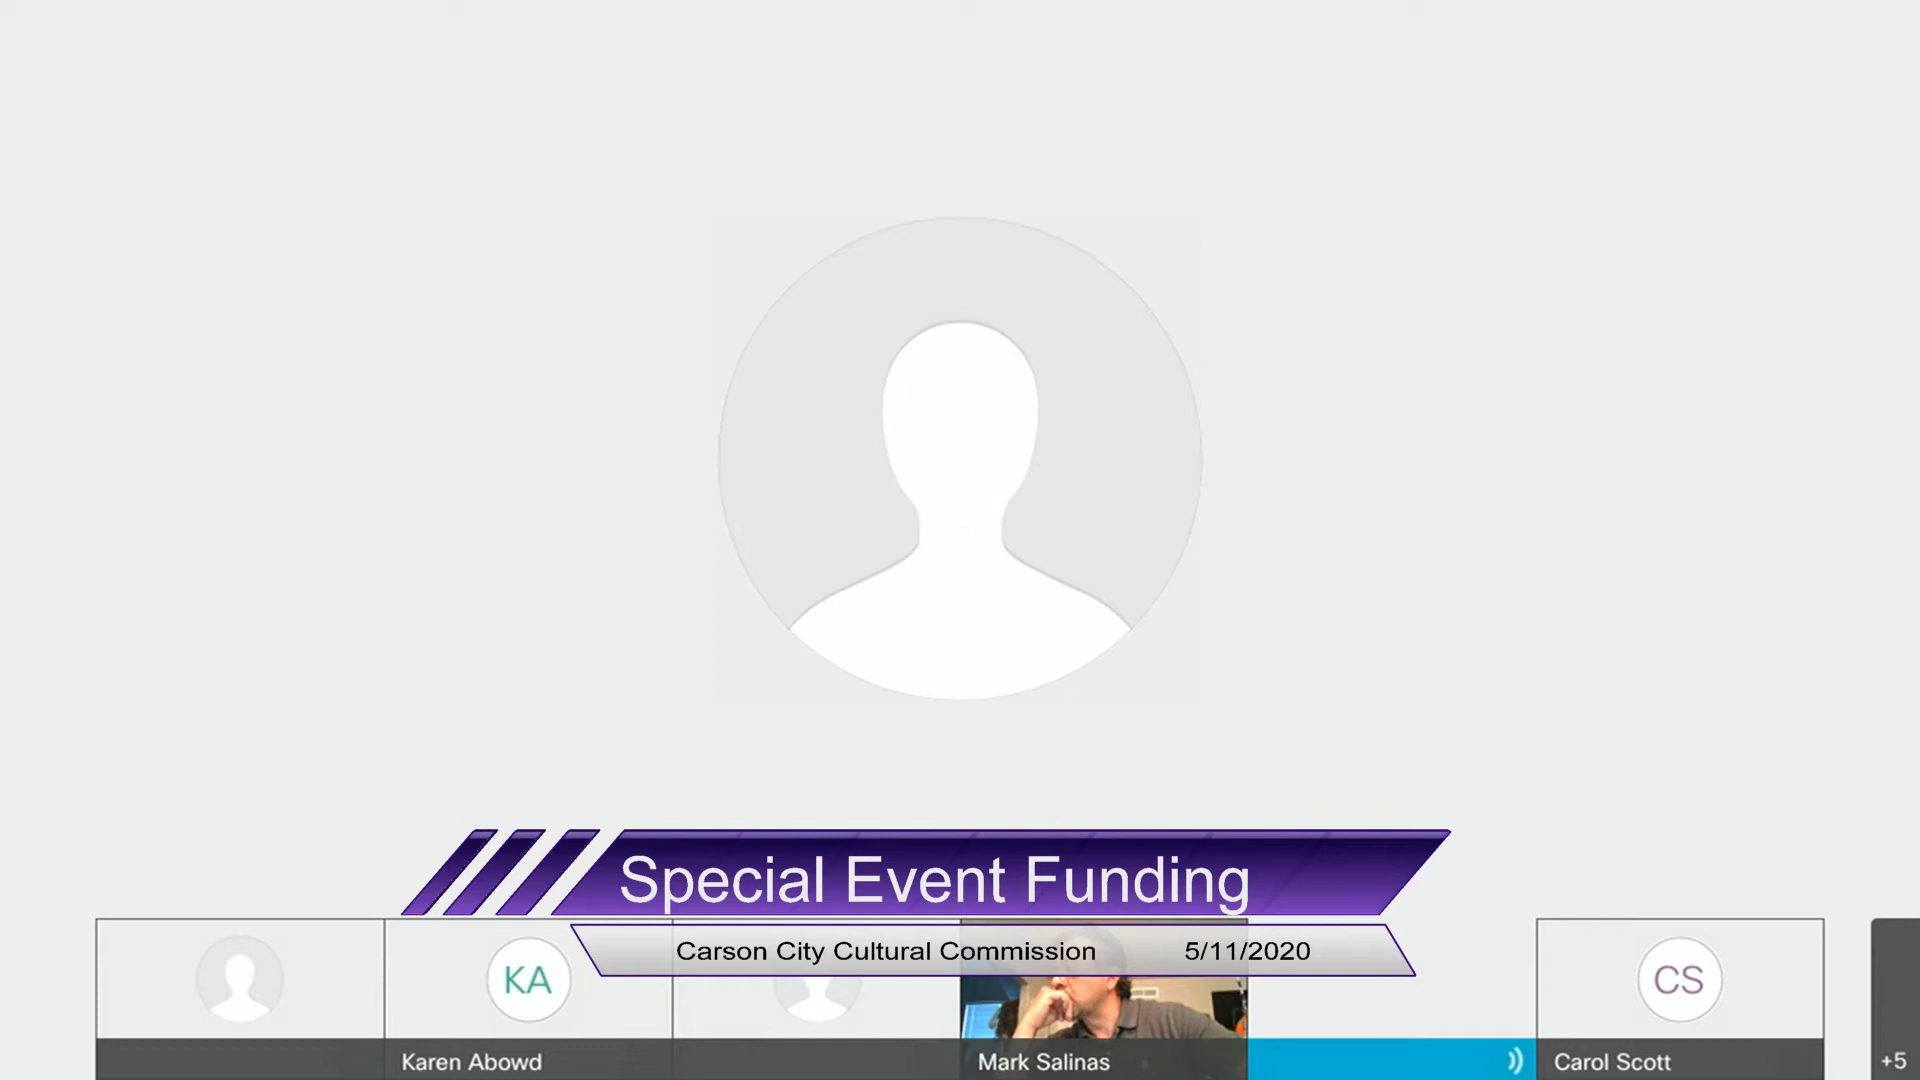 Special Event Funding
Carson City Cultural Commission 5/11/2020
KA
CS
Karen Abowd
Mark Salinas
Carol Scott
+5